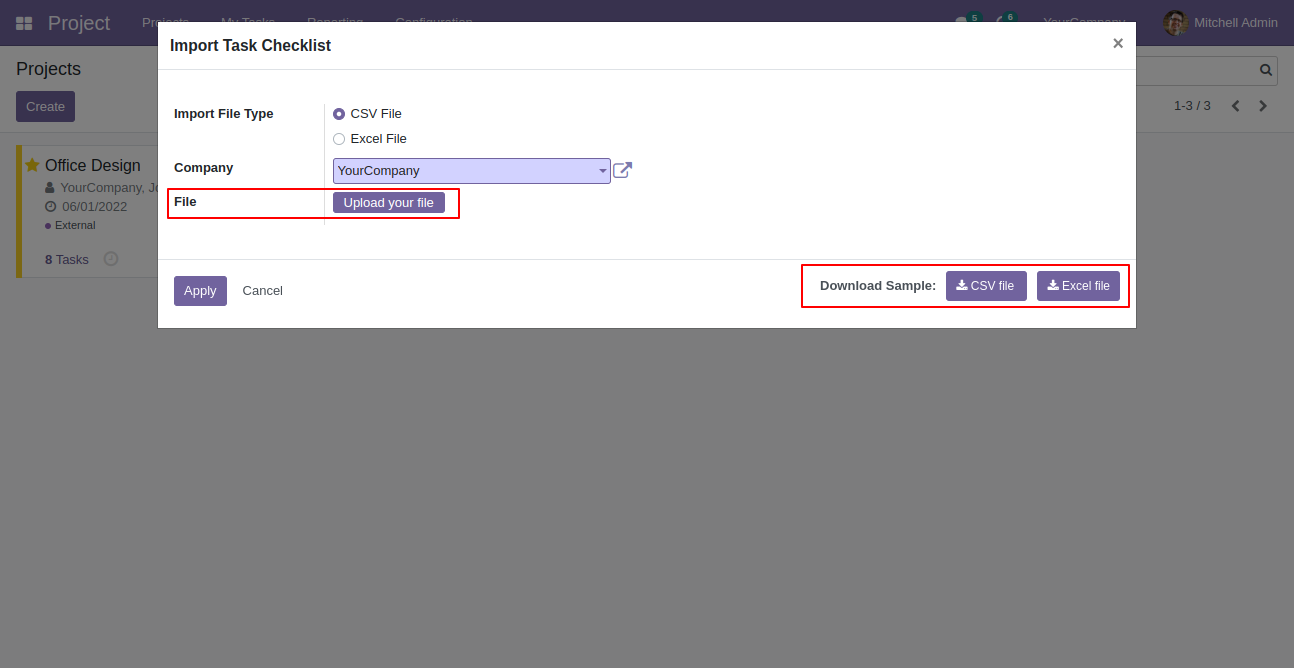 Project Projects My Tasks Reporting Configuration 5 6 YourCompany Mitchell Admin
Projects
Create
1-3 / 3
Import Task Checklist ×
Import File Type CSV File
Excel File
Company YourCompany
File Upload your file
Apply Cancel
Download Sample: CSV file Excel file
Office Design
YourCompany,
06/01/2022
External
8 Tasks